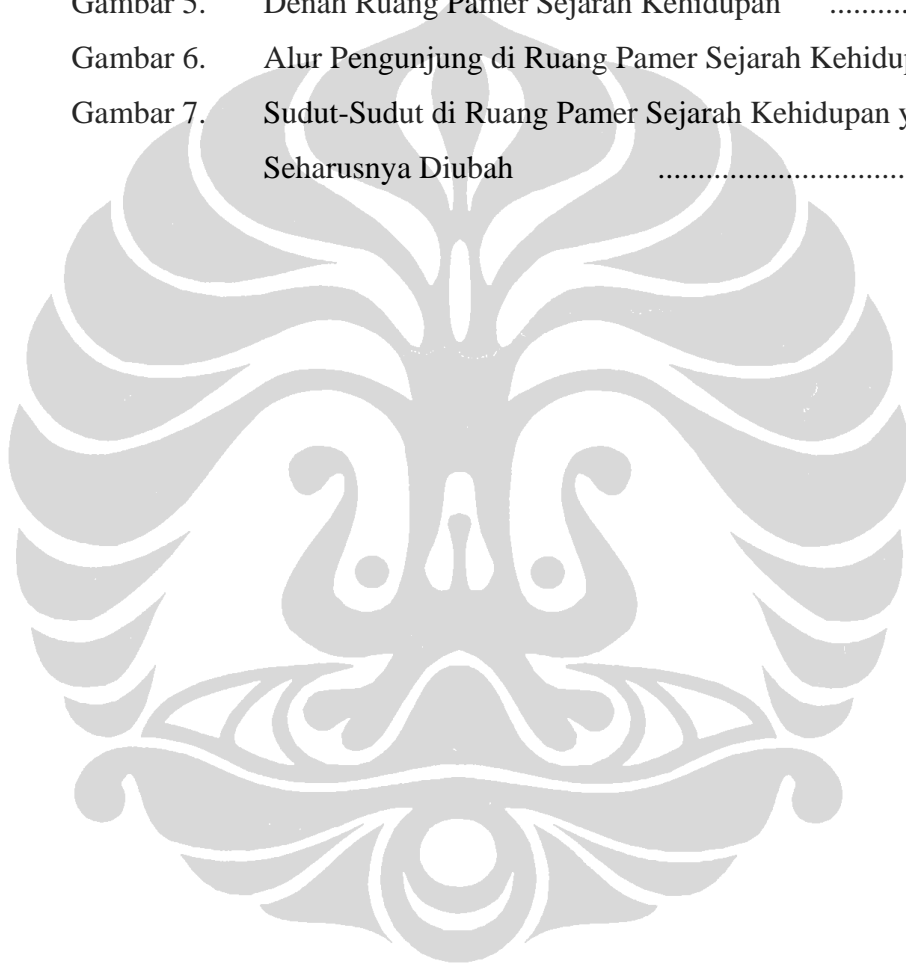 Gambar 5. Denah Ruang Pamer Sejarah Kehidupan ..........
Gambar 6. Alur Pengunjung di Ruang Pamer Sejarah
Gambar 7. Sudut-Sudut di Ruang Pamer Sejarah Kehidupan
Seharusnya Diubah ...............................